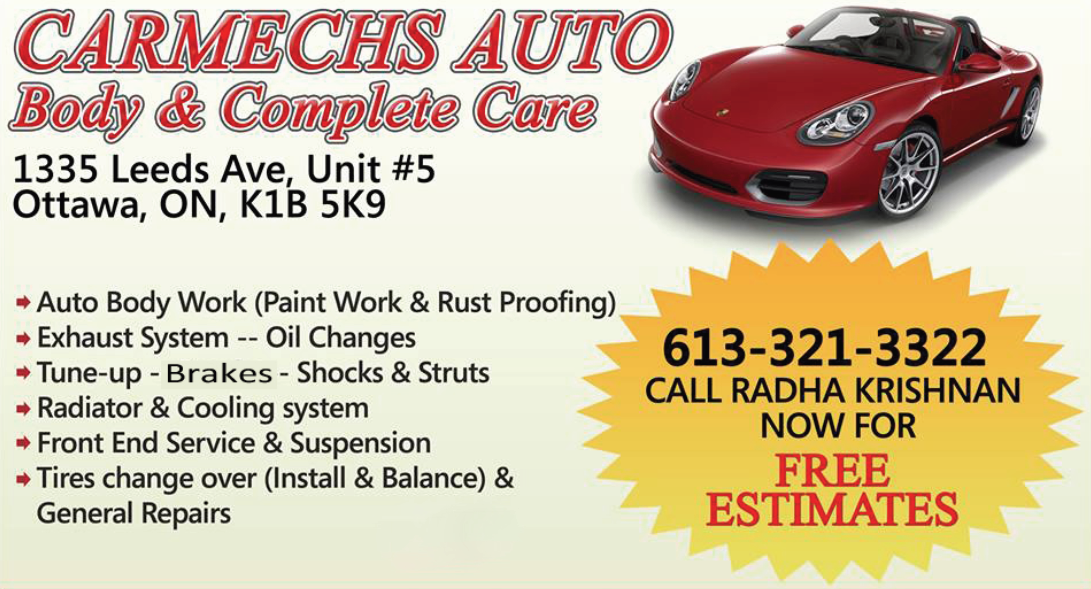 CARMECHS AUTO
Body & Complete Care
1335 Leeds Ave, Unit #5
Ottawa, ON, K1B 5K9
Auto Body Work (Paint Work & Rust Proofing)
Exhaust System -- Oil Changes
Tune-up - Brakes - Shocks & Struts
Radiator & Cooling system
Front End Service & Suspension
Tires change over (Install & Balance) &
General Repairs
613-321-3322
CALL RADHA KRISHNAN
NOW FOR
FREE
ESTIMATES